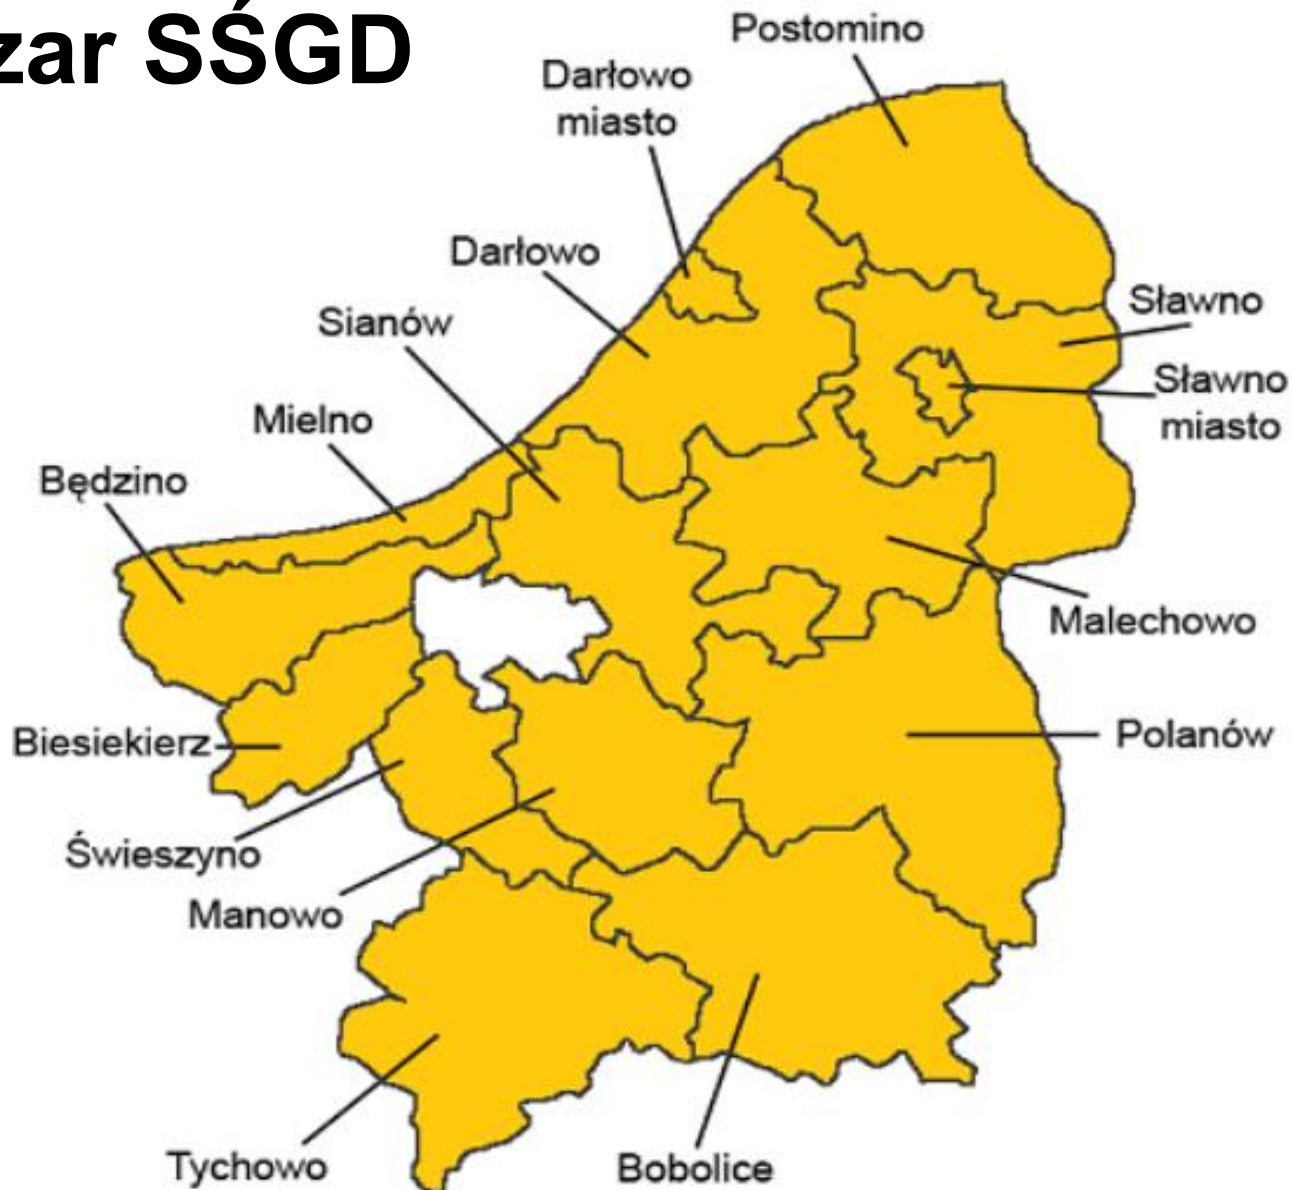 zar SŚGD
Postomino
Darłowo
miasto
Darłowo
Sianów
Sławno
Sławno
miasto
Mielno
Będzino
Malechowo
Biesiekierz
Polanów
Świeszyno
Manowo
Tychowo
Bobolice